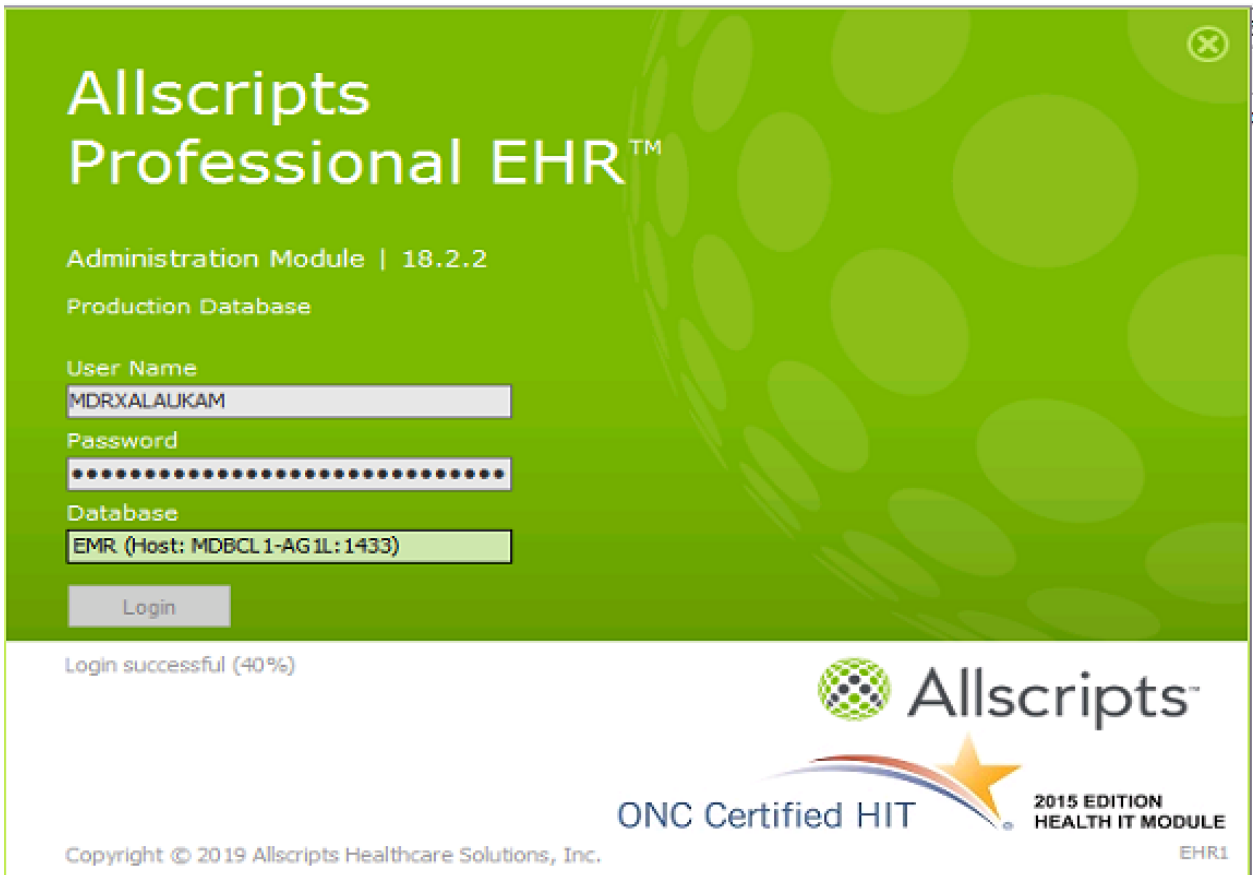 Allscripts
Professional EHR™
Administration Module | 18.2.2
Production Database
User Name
MDRXALAUKAM
Password
••••••••••••••••••••••••••••••
Database
EMR (Host: MDBCL1-AG1L:1433)
Login
Login successful (40%)
Allscripts™
ONC Certified HIT®
2015 EDITION
HEALTH IT MODULE
Copyright © 2019 Allscripts Healthcare Solutions, Inc.
EHR1